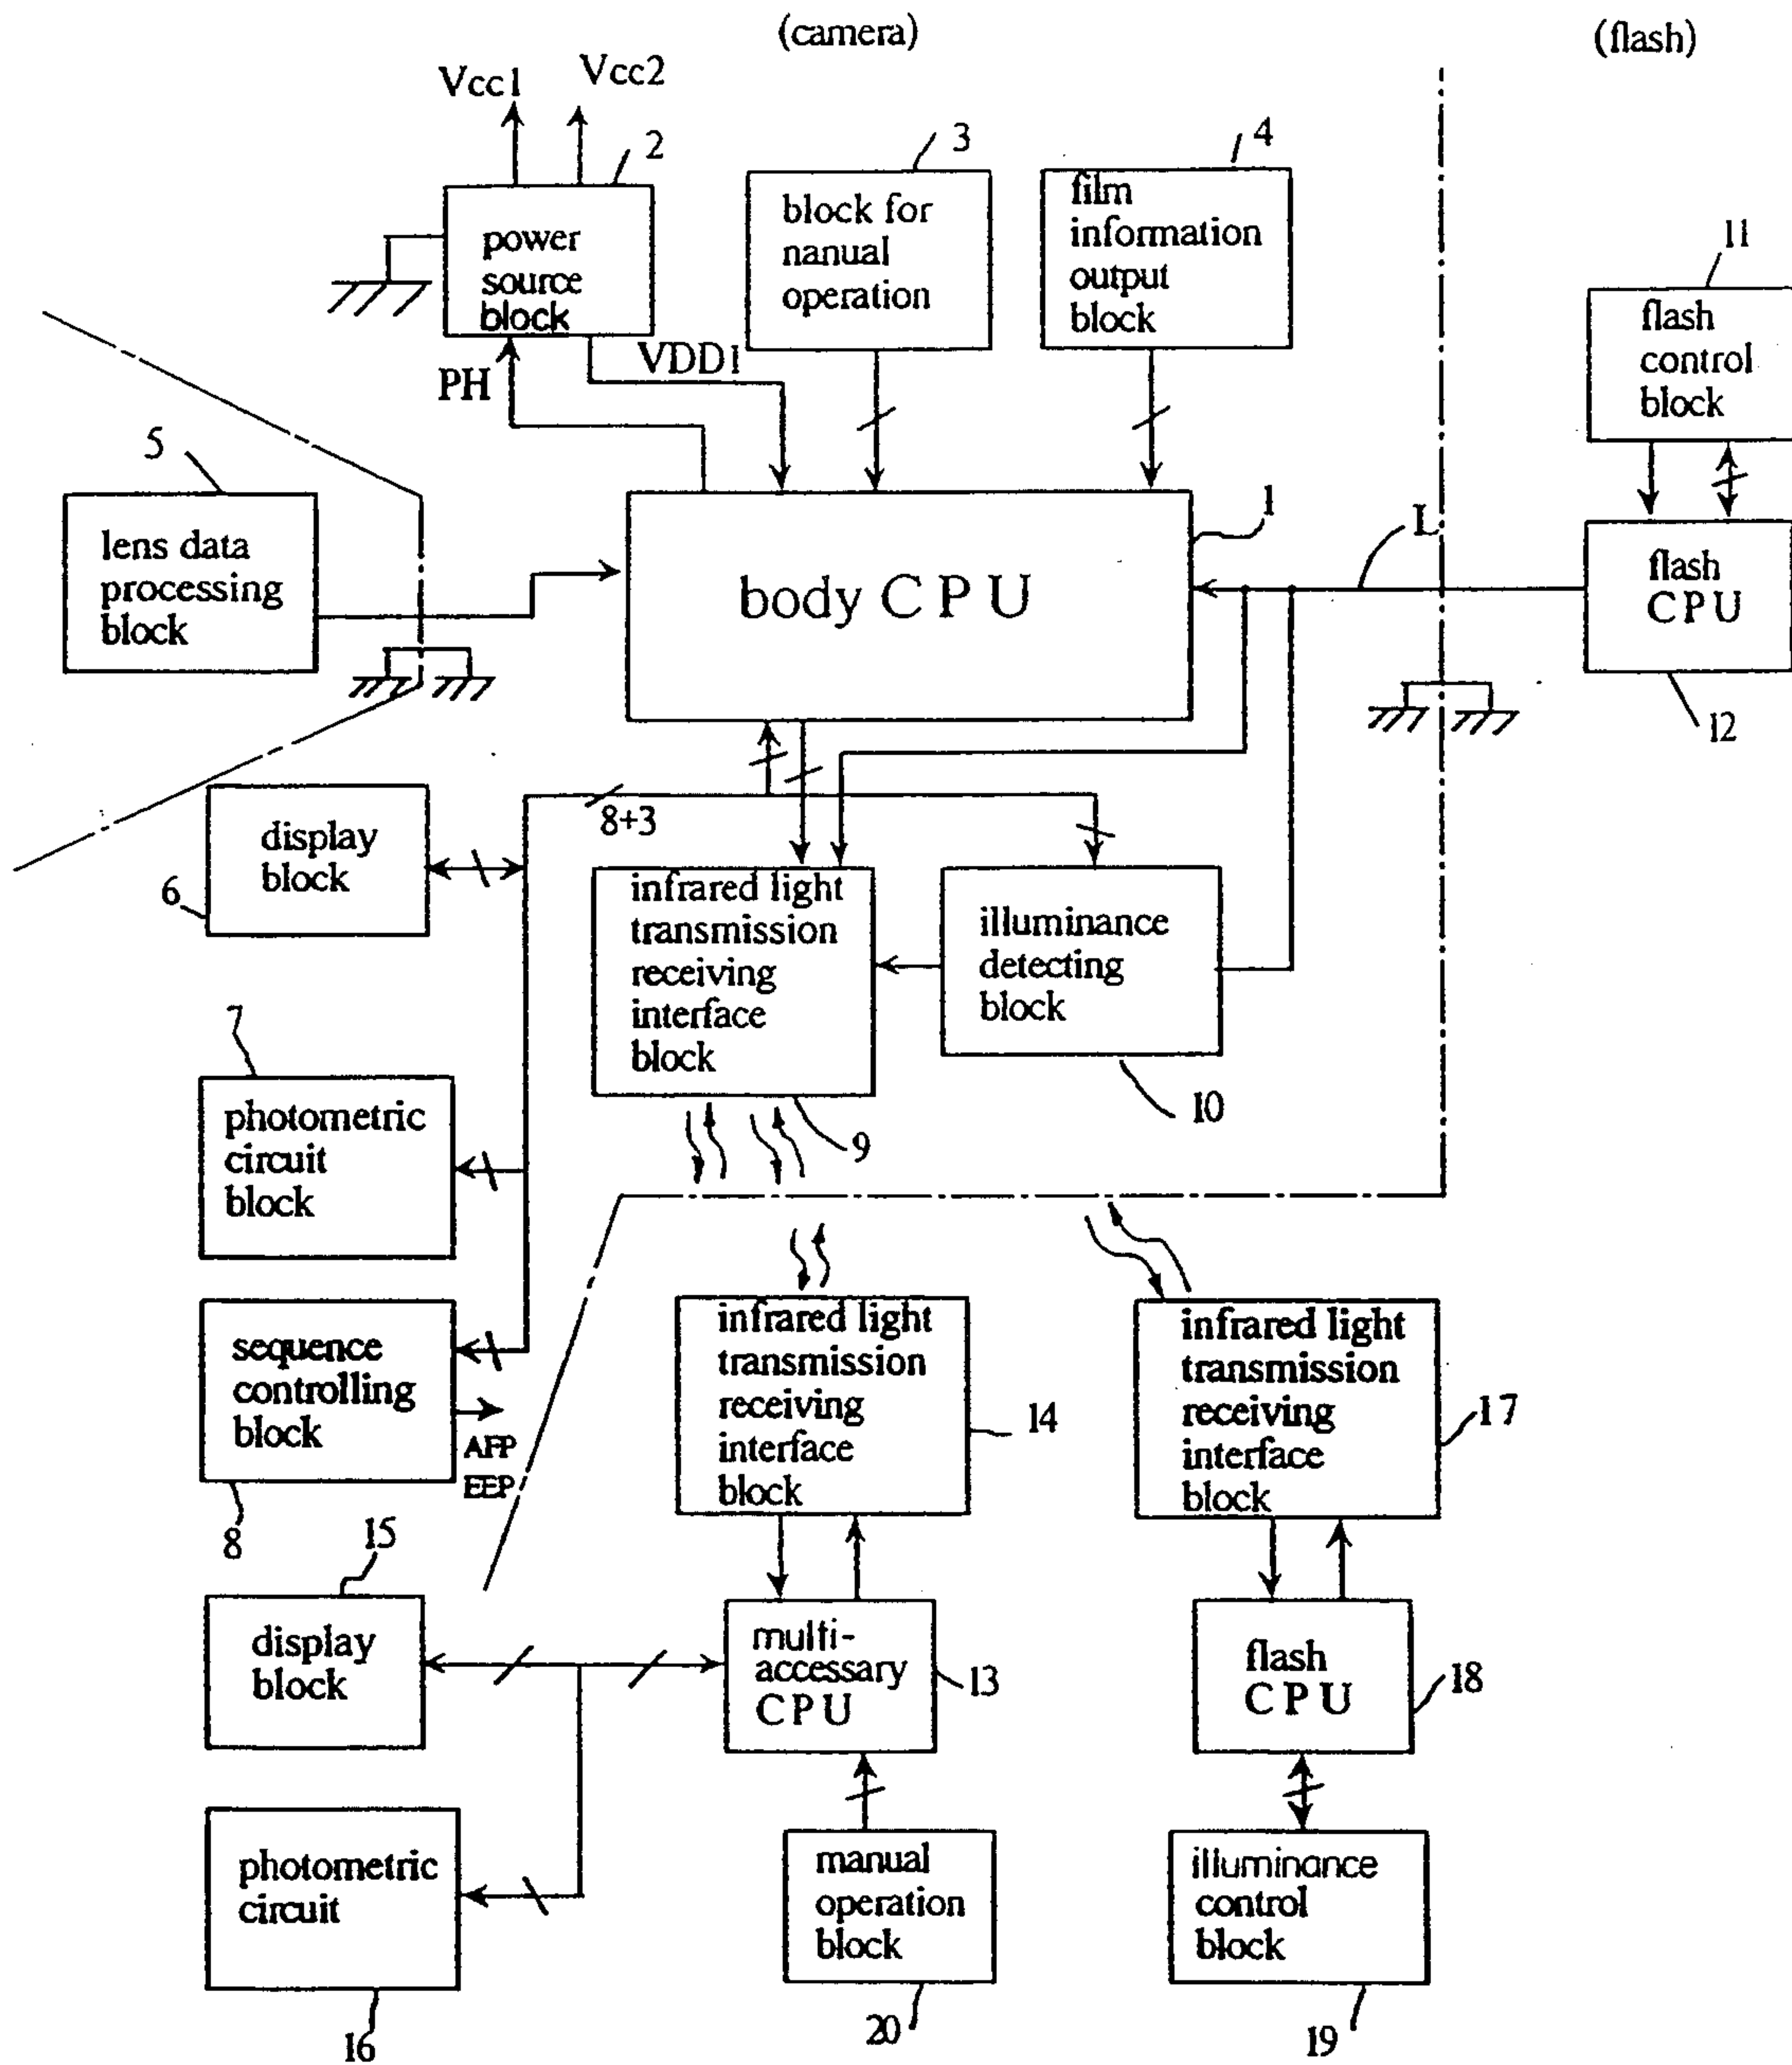 (camera)
(flash)
Vcc1
Vcc2
2
3
4
power
source
block
block for
nanual
operation
film
information
output
block
11
flash
control
block
PH
VDD1
5
lens data
processing
block
1
body CPU
L
flash
CPU
12
8+3
display
block
6
infrared light
transmission
receiving
interface
block
illuminance
detecting
block
7
photometric
circuit
block
9
10
sequence
controlling
block
AFP
EEP
8
infrared light
transmission
receiving
interface
block
14
infrared light
transmission
receiving
interface
block
17
15
display
block
multi-
accessary
CPU
13
flash
CPU
18
photometric
circuit
16
manual
operation
block
20
illuminance
control
block
19